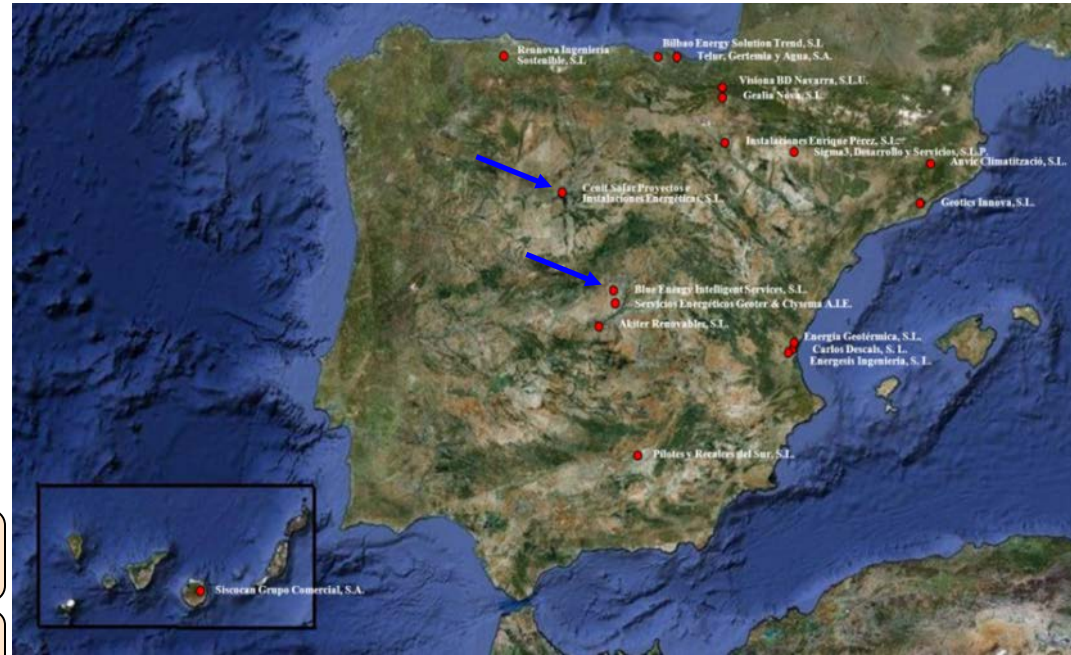 Rennova Ingeniería
Sostenible, S.L
Bilbao Energy Solution Trend, S.L
Telur, Gertemia y Agua, S.A.
Visiona BD Navarra, S.L.U.
Gealia Nova, S.L.
Instalaciones Enrique Pérez, S.L.
Sigma3, Desarrollo y Servicios, S.L.P.
Anvic Climatització, S.L.
Cenit Solar Proyectos e
Instalaciones Energéticas, S.L.
Geotics Innova, S.L.
Blue Energy Intelligent Services, S.L.
Servicios Energéticos Geoter & Clysema A.I.E.
Akiter Renovables, S.L.
Energía Geotérmica, S.L.
Carlos Descals, S. L.
Energesis Ingeniería, S. L.
Pilotes y Recalces del Sur, S.L.
Siscocan Grupo Comercial, S.A.